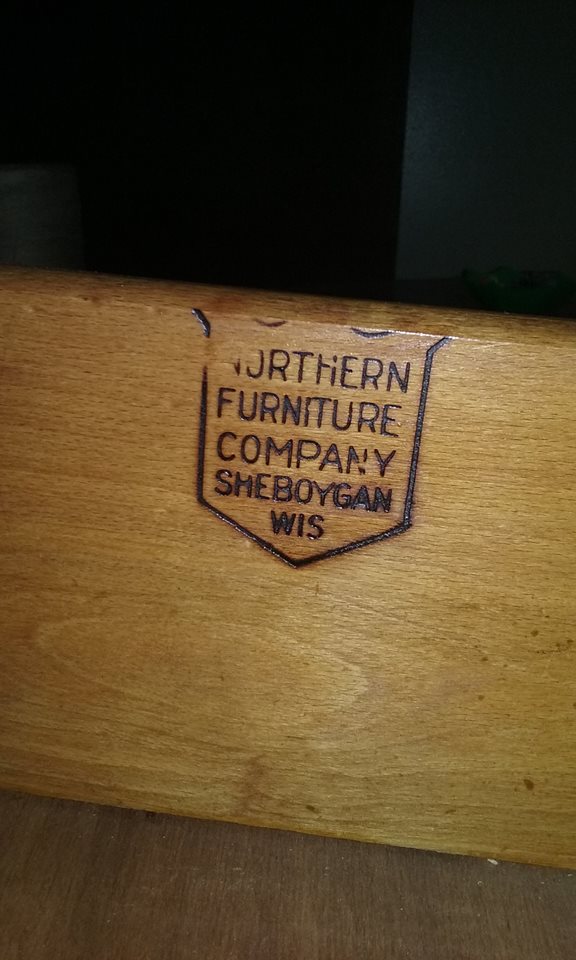 NORTHERN
FURNITURE
COMPANY
SHEBOYGAN
WIS